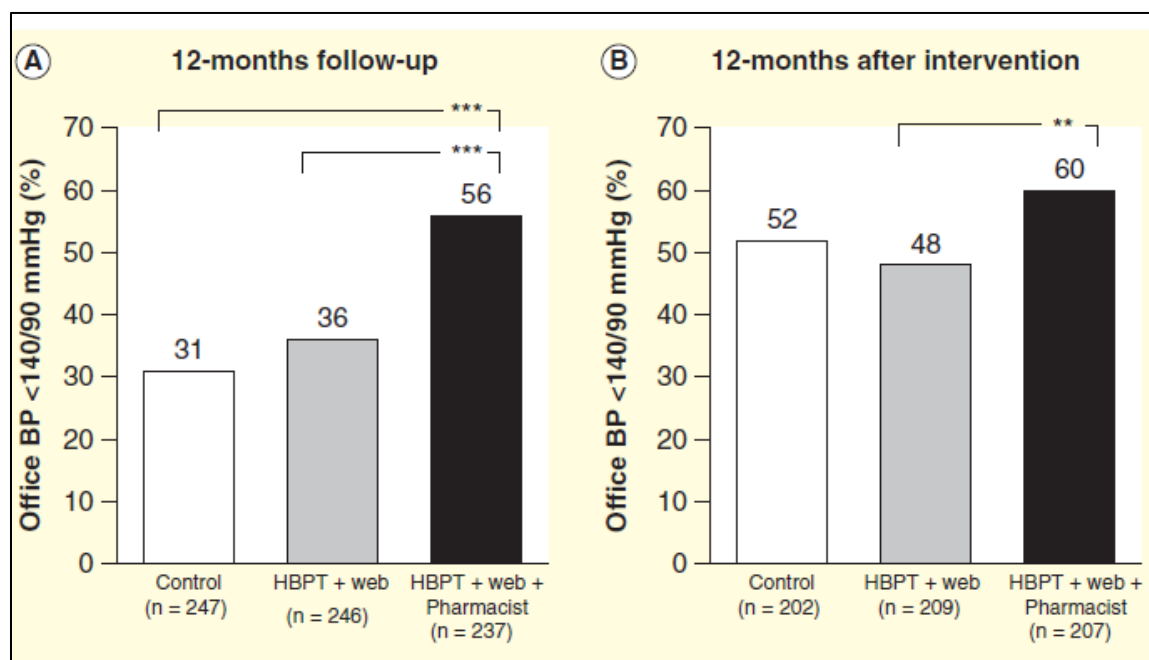 A 12-months follow-up
***
***
Office BP <140/90 mmHg (%)
70
60
50
40
30
20
10
0
31
36
56
Control
(n = 247)
HBPT + web
(n = 246)
HBPT + web +
Pharmacist
(n = 237)
B 12-months after intervention
**
Office BP <140/90 mmHg (%)
70
60
50
40
30
20
10
0
52
48
60
Control
(n = 202)
HBPT + web
(n = 209)
HBPT + web +
Pharmacist
(n = 207)